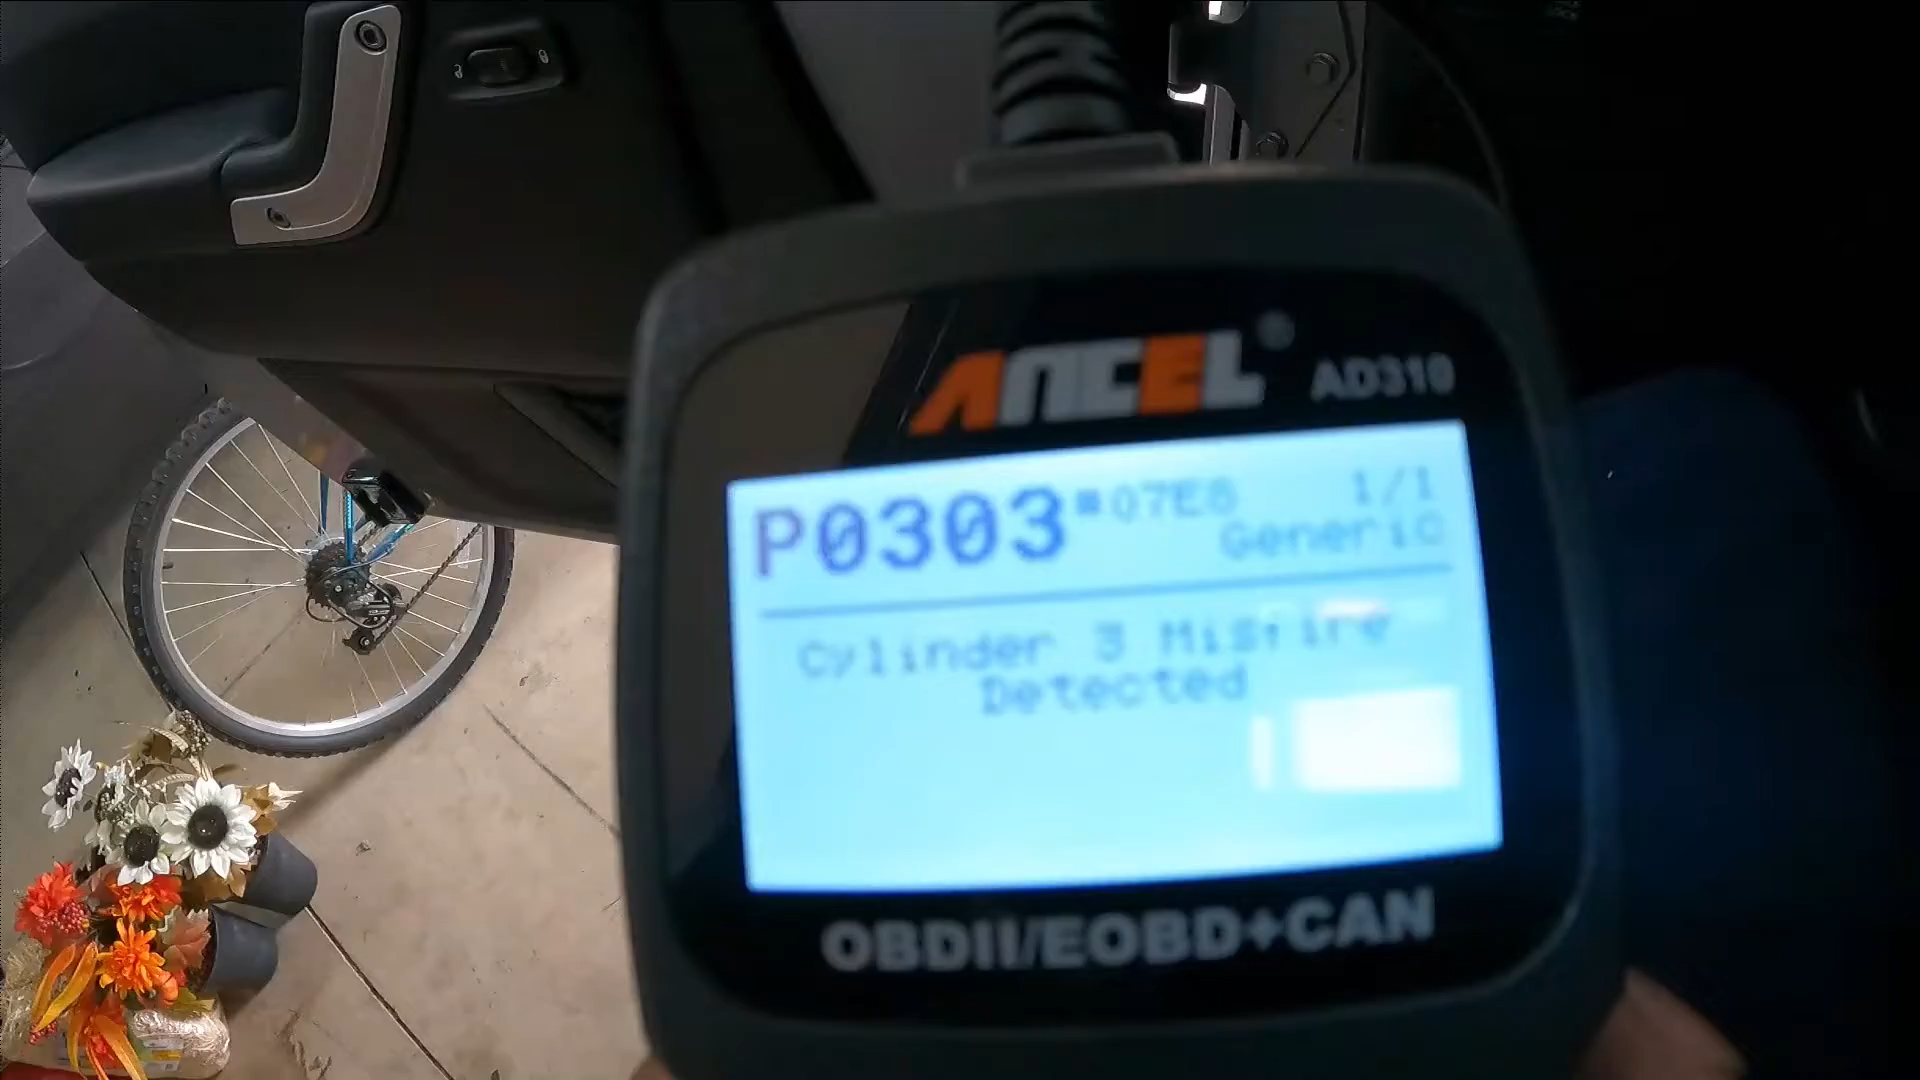 ANCEL® AD310
P0303 07E8 1/1
Generic
Cylinder 3 Misfire
Detected
OBDII/EOBD+CAN